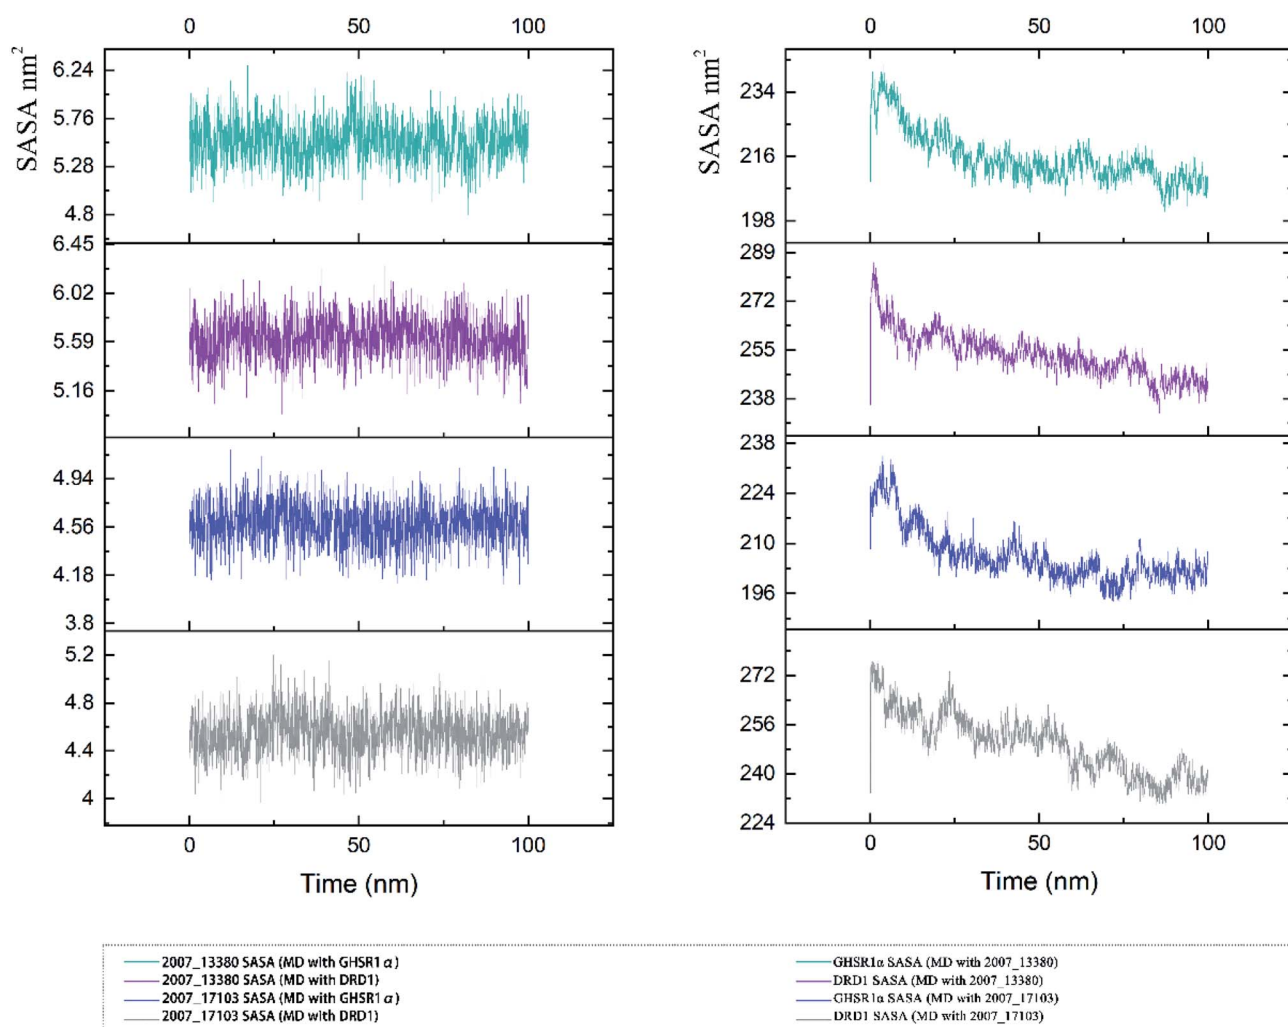 0 50 100
SASA nm²
6.24
5.76
5.28
4.8
6.45
6.02
5.59
5.16
4.94
4.56
4.18
3.8
5.2
4.8
4.4
4
0 50 100
Time (nm)
0 50 100
SASA nm²
234
216
198
289
272
255
238
238
224
210
196
272
256
240
224
0 50 100
Time (nm)
2007_13380 SASA (MD with GHSR1α)
2007_13380 SASA (MD with DRD1)
2007_17103 SASA (MD with GHSR1α)
2007_17103 SASA (MD with DRD1)
GHSR1α SASA (MD with 2007_13380)
DRD1 SASA (MD with 2007_13380)
GHSR1α SASA (MD with 2007_17103)
DRD1 SASA (MD with 2007_17103)